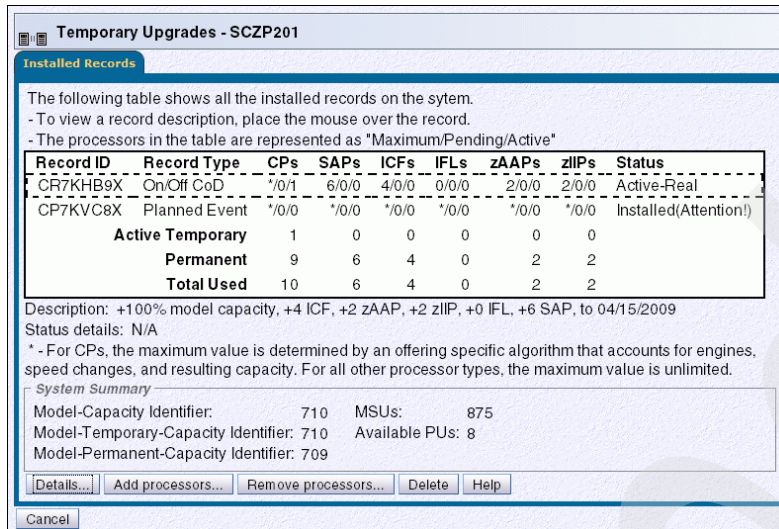 Temporary Upgrades - SCZP201
Installed Records
The following table shows all the installed records on the sytem.
- To view a record description, place the mouse over the record.
- The processors in the table are represented as "Maximum/Pending/Active"
Record ID Record Type CPs SAPs ICFs IFLs zAAPs zIIPs Status
CR7KHB9X On/Off CoD */0/1 6/0/0 4/0/0 0/0/0 2/0/0 2/0/0 Active-Real
CP7KVC8X Planned Event */0/0 */0/0 */0/0 */0/0 */0/0 */0/0 Installed(Attention!)
Active Temporary 1 0 0 0 0 0
Permanent 9 6 4 0 2 2
Total Used 10 6 4 0 2 2
Description: +100% model capacity, +4 ICF, +2 zAAP, +2 zIIP, +0 IFL, +6 SAP, to 04/15/2009
Status details: N/A
* - For CPs, the maximum value is determined by an offering specific algorithm that accounts for engines,
speed changes, and resulting capacity. For all other processor types, the maximum value is unlimited.
System Summary
Model-Capacity Identifier: 710 MSUs: 875
Model-Temporary-Capacity Identifier: 710 Available PUs: 8
Model-Permanent-Capacity Identifier: 709
Details... Add processors... Remove processors... Delete Help
Cancel